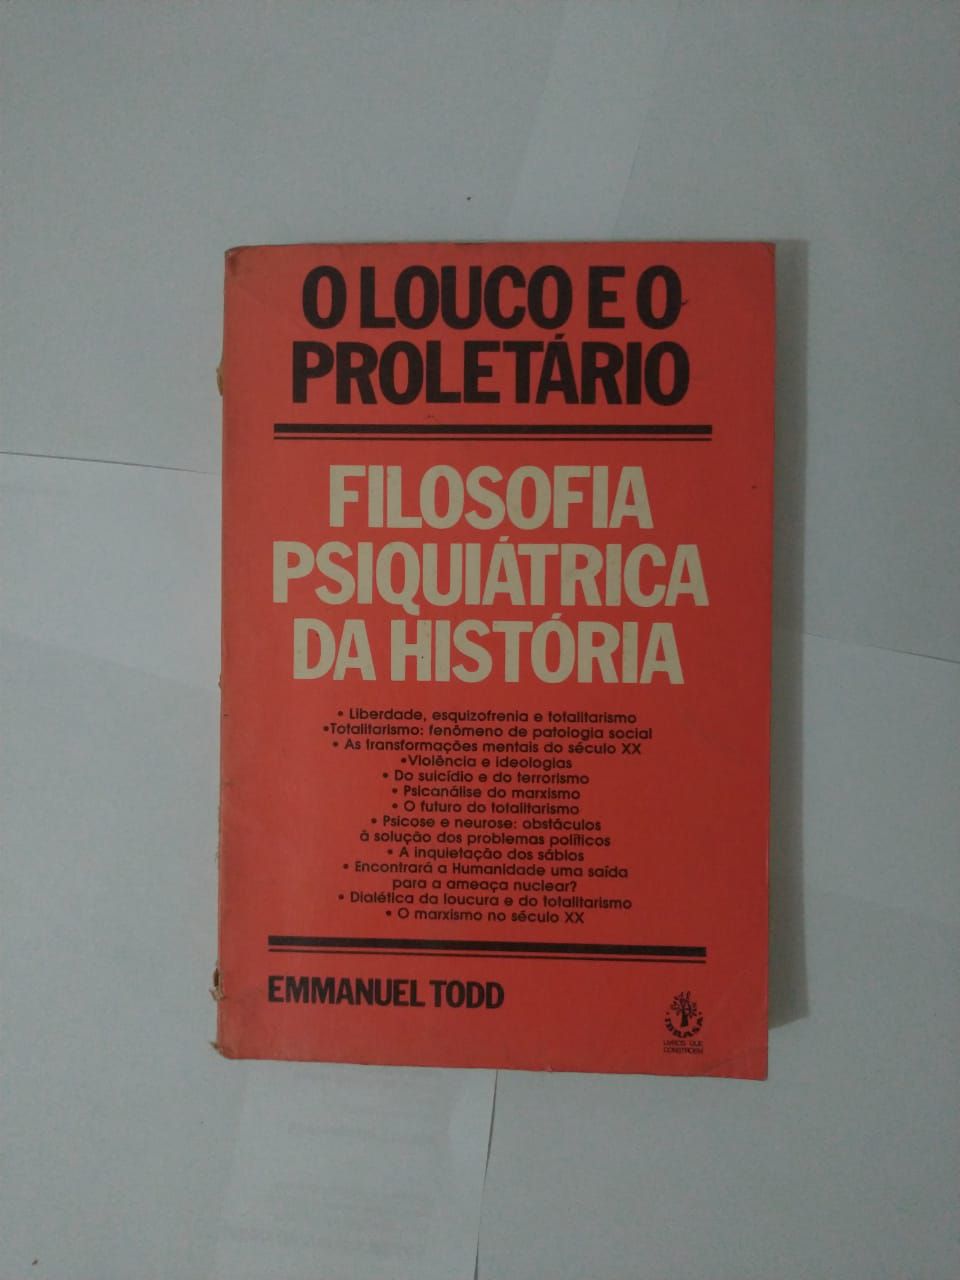 O LOUCO E O
PROLETÁRIO
FILOSOFIA
PSIQUIÁTRICA
DA HISTÓRIA
• Liberdade, esquizofrenia e totalitarismo
•Totalitarismo: fenômeno de patologia social
• As transformações mentais do século XX
•Violência e ideologias
• Do suicídio e do terrorismo
• Psicanálise do marxismo
• O futuro do totalitarismo
• Psicose e neurose: obstáculos
à solução dos problemas políticos
• A inquietação dos sábios
• Encontrará a Humanidade uma saída
para a ameaça nuclear?
• Dialética da loucura e do totalitarismo
• O marxismo no século XX
EMMANUEL TODD
IBRASA
LIVROS QUE
CONSTROEM